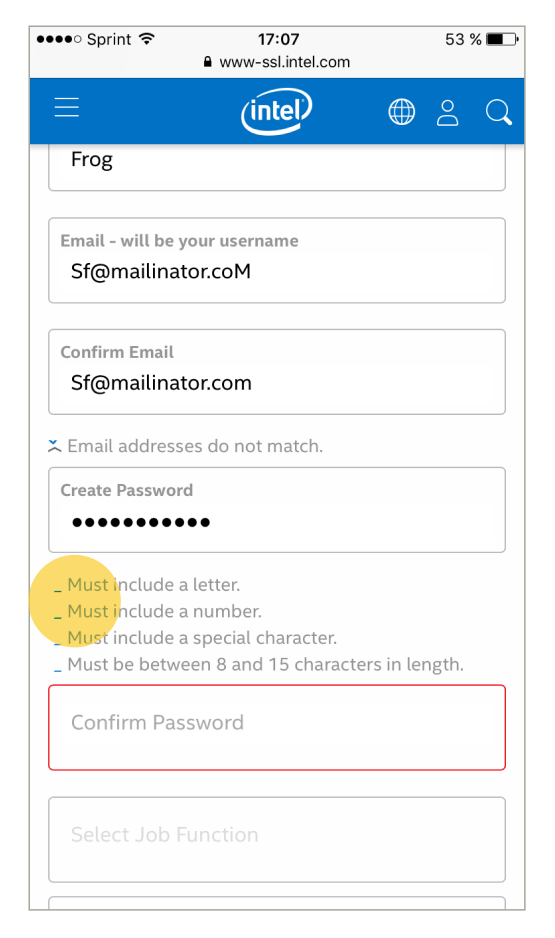 Sprint 17:07 53 %
www-ssl.intel.com
intel
Frog
Email - will be your username
Sf@mailinator.coM
Confirm Email
Sf@mailinator.com
Email addresses do not match.
Create Password
●●●●●●●●●●●
_ Must include a letter.
_ Must include a number.
_ Must include a special character.
_ Must be between 8 and 15 characters in length.
Confirm Password
Select Job Function